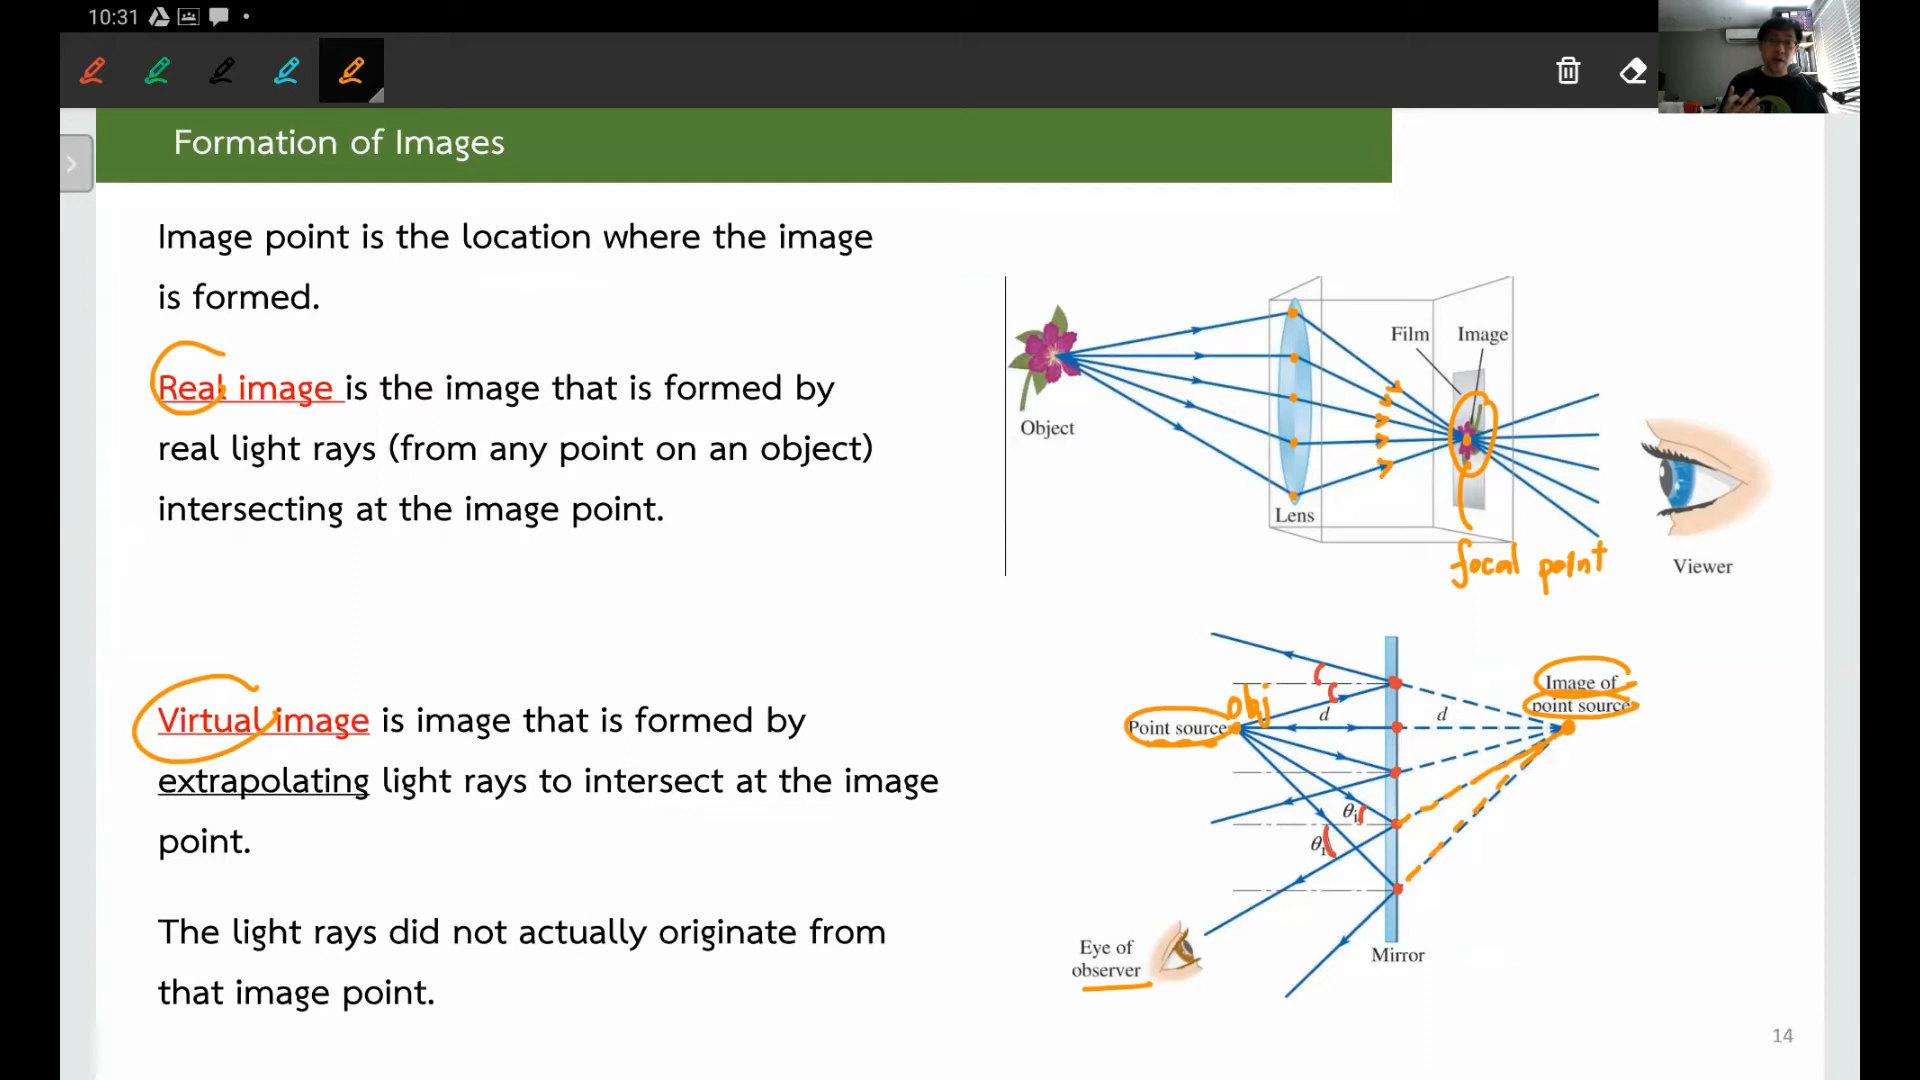 10:31
Formation of Images
Image point is the location where the image
is formed.
Real image is the image that is formed by
real light rays (from any point on an object)
intersecting at the image point.
Object
Lens
Film
Image
focal point
Viewer
Virtual image is image that is formed by
extrapolating light rays to intersect at the image
point.
The light rays did not actually originate from
that image point.
obj
Point source
d
d
Image of
point source
θi
θr
Eye of
observer
Mirror
14